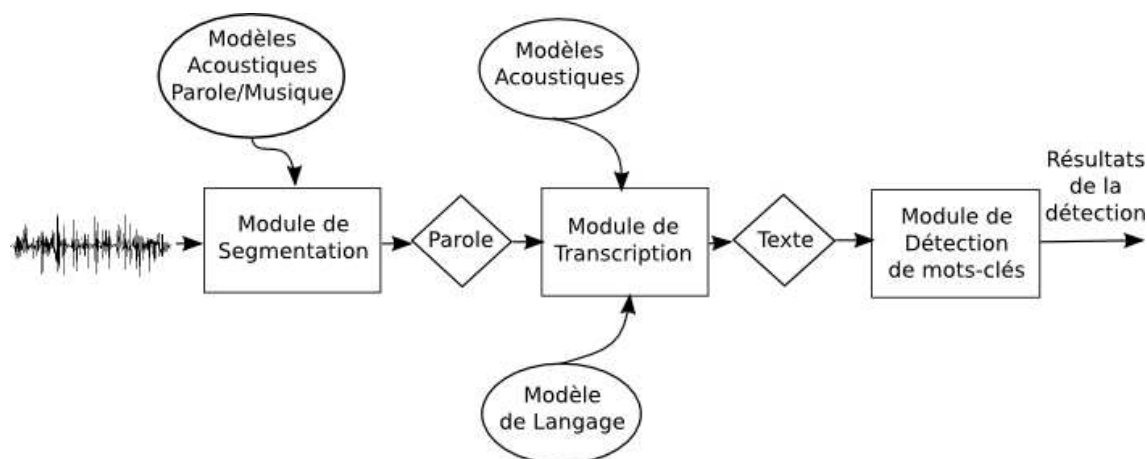 Modèles
Acoustiques
Parole/Musique
Modèles
Acoustiques
Module de
Segmentation
Parole
Module de
Transcription
Texte
Module de
Détection
de mots-clés
Résultats
de la
détection
Modèle
de Langage